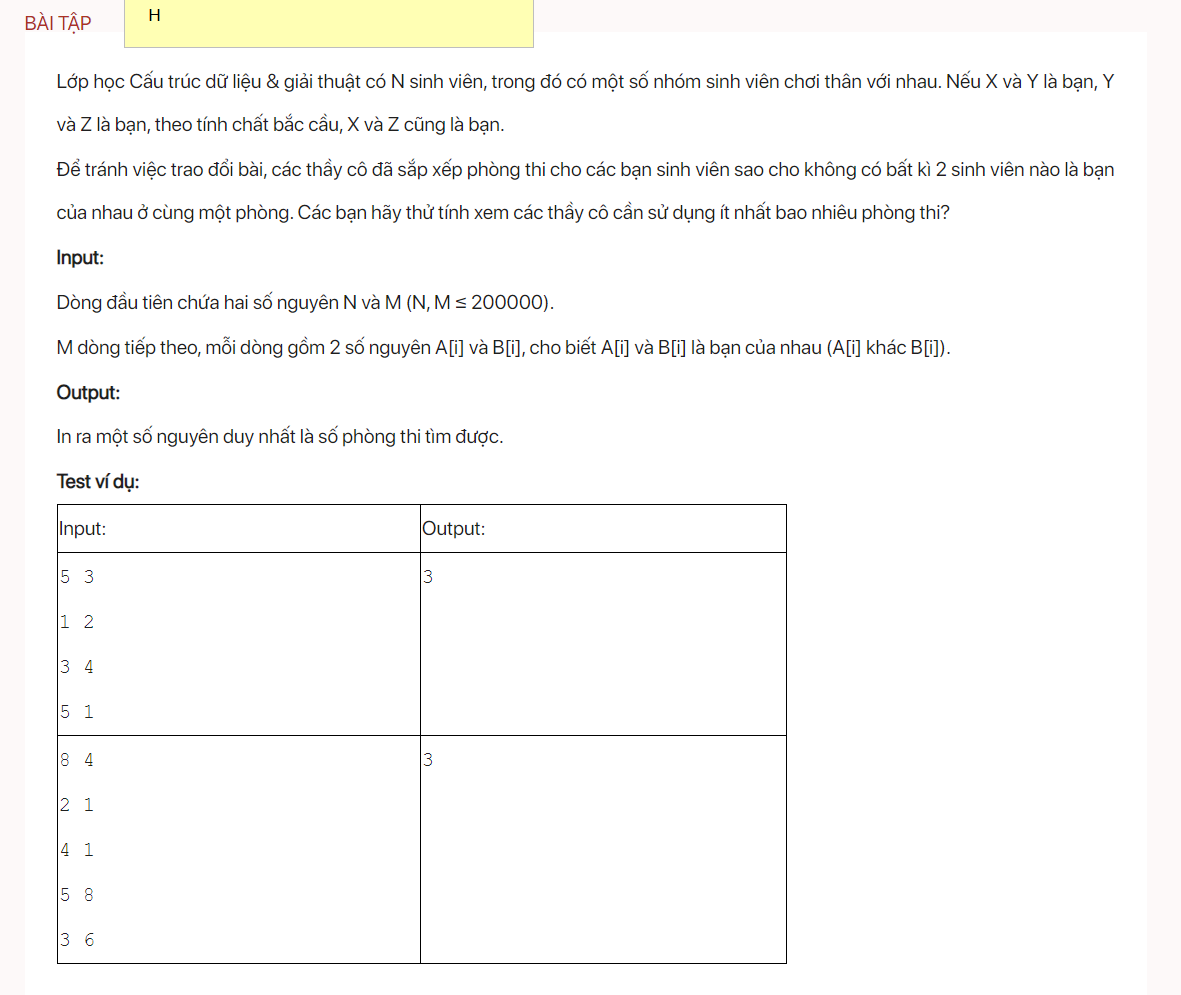 BÀI TẬP
H
Lớp học Cấu trúc dữ liệu & giải thuật có N sinh viên, trong đó có một số nhóm sinh viên chơi thân với nhau. Nếu X và Y là bạn, Y
và Z là bạn, theo tính chất bắc cầu, X và Z cũng là bạn.
Để tránh việc trao đổi bài, các thầy cô đã sắp xếp phòng thi cho các bạn sinh viên sao cho không có bất kì 2 sinh viên nào là bạn
của nhau ở cùng một phòng. Các bạn hãy thử tính xem các thầy cô cần sử dụng ít nhất bao nhiêu phòng thi?
Input:
Dòng đầu tiên chứa hai số nguyên N và M (N, M ≤ 200000).
M dòng tiếp theo, mỗi dòng gồm 2 số nguyên A[i] và B[i], cho biết A[i] và B[i] là bạn của nhau (A[i] khác B[i]).
Output:
In ra một số nguyên duy nhất là số phòng thi tìm được.
Test ví dụ:
Input: Output:
5 3 3
1 2
3 4
5 1
8 4 3
2 1
4 1
5 8
3 6